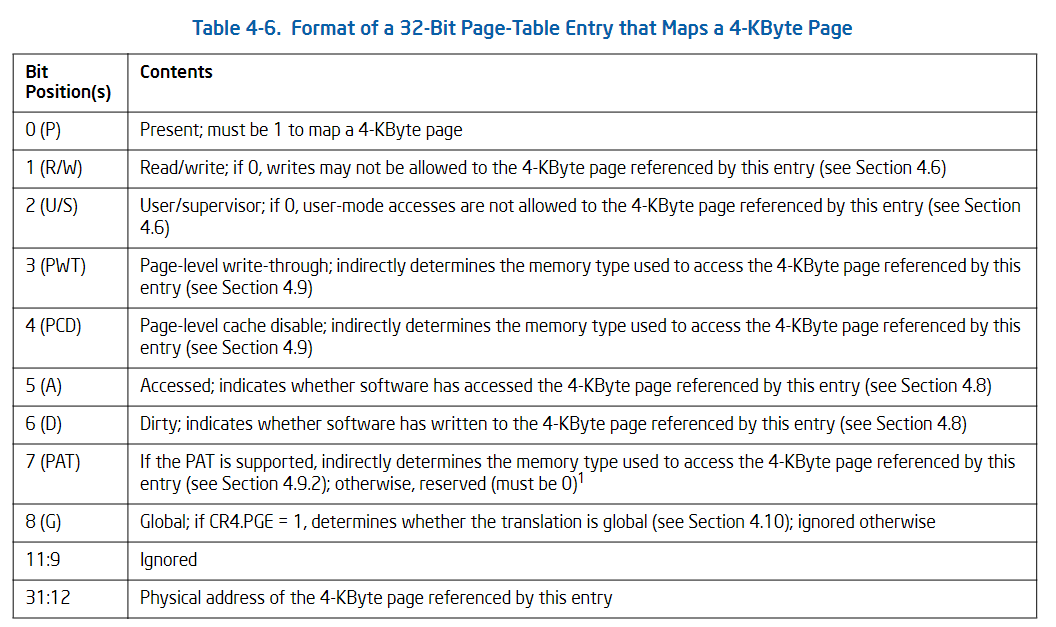 Table 4-6. Format of a 32-Bit Page-Table Entry that Maps a 4-KByte Page
Bit
Position(s)
Contents
0 (P)
Present; must be 1 to map a 4-KByte page
1 (R/W)
Read/write; if 0, writes may not be allowed to the 4-KByte page referenced by this entry (see Section 4.6)
2 (U/S)
User/supervisor; if 0, user-mode accesses are not allowed to the 4-KByte page referenced by this entry (see Section
4.6)
3 (PWT)
Page-level write-through; indirectly determines the memory type used to access the 4-KByte page referenced by this
entry (see Section 4.9)
4 (PCD)
Page-level cache disable; indirectly determines the memory type used to access the 4-KByte page referenced by this
entry (see Section 4.9)
5 (A)
Accessed; indicates whether software has accessed the 4-KByte page referenced by this entry (see Section 4.8)
6 (D)
Dirty; indicates whether software has written to the 4-KByte page referenced by this entry (see Section 4.8)
7 (PAT)
If the PAT is supported, indirectly determines the memory type used to access the 4-KByte page referenced by this
entry (see Section 4.9.2); otherwise, reserved (must be 0)1
8 (G)
Global; if CR4.PGE = 1, determines whether the translation is global (see Section 4.10); ignored otherwise
11:9
Ignored
31:12
Physical address of the 4-KByte page referenced by this entry